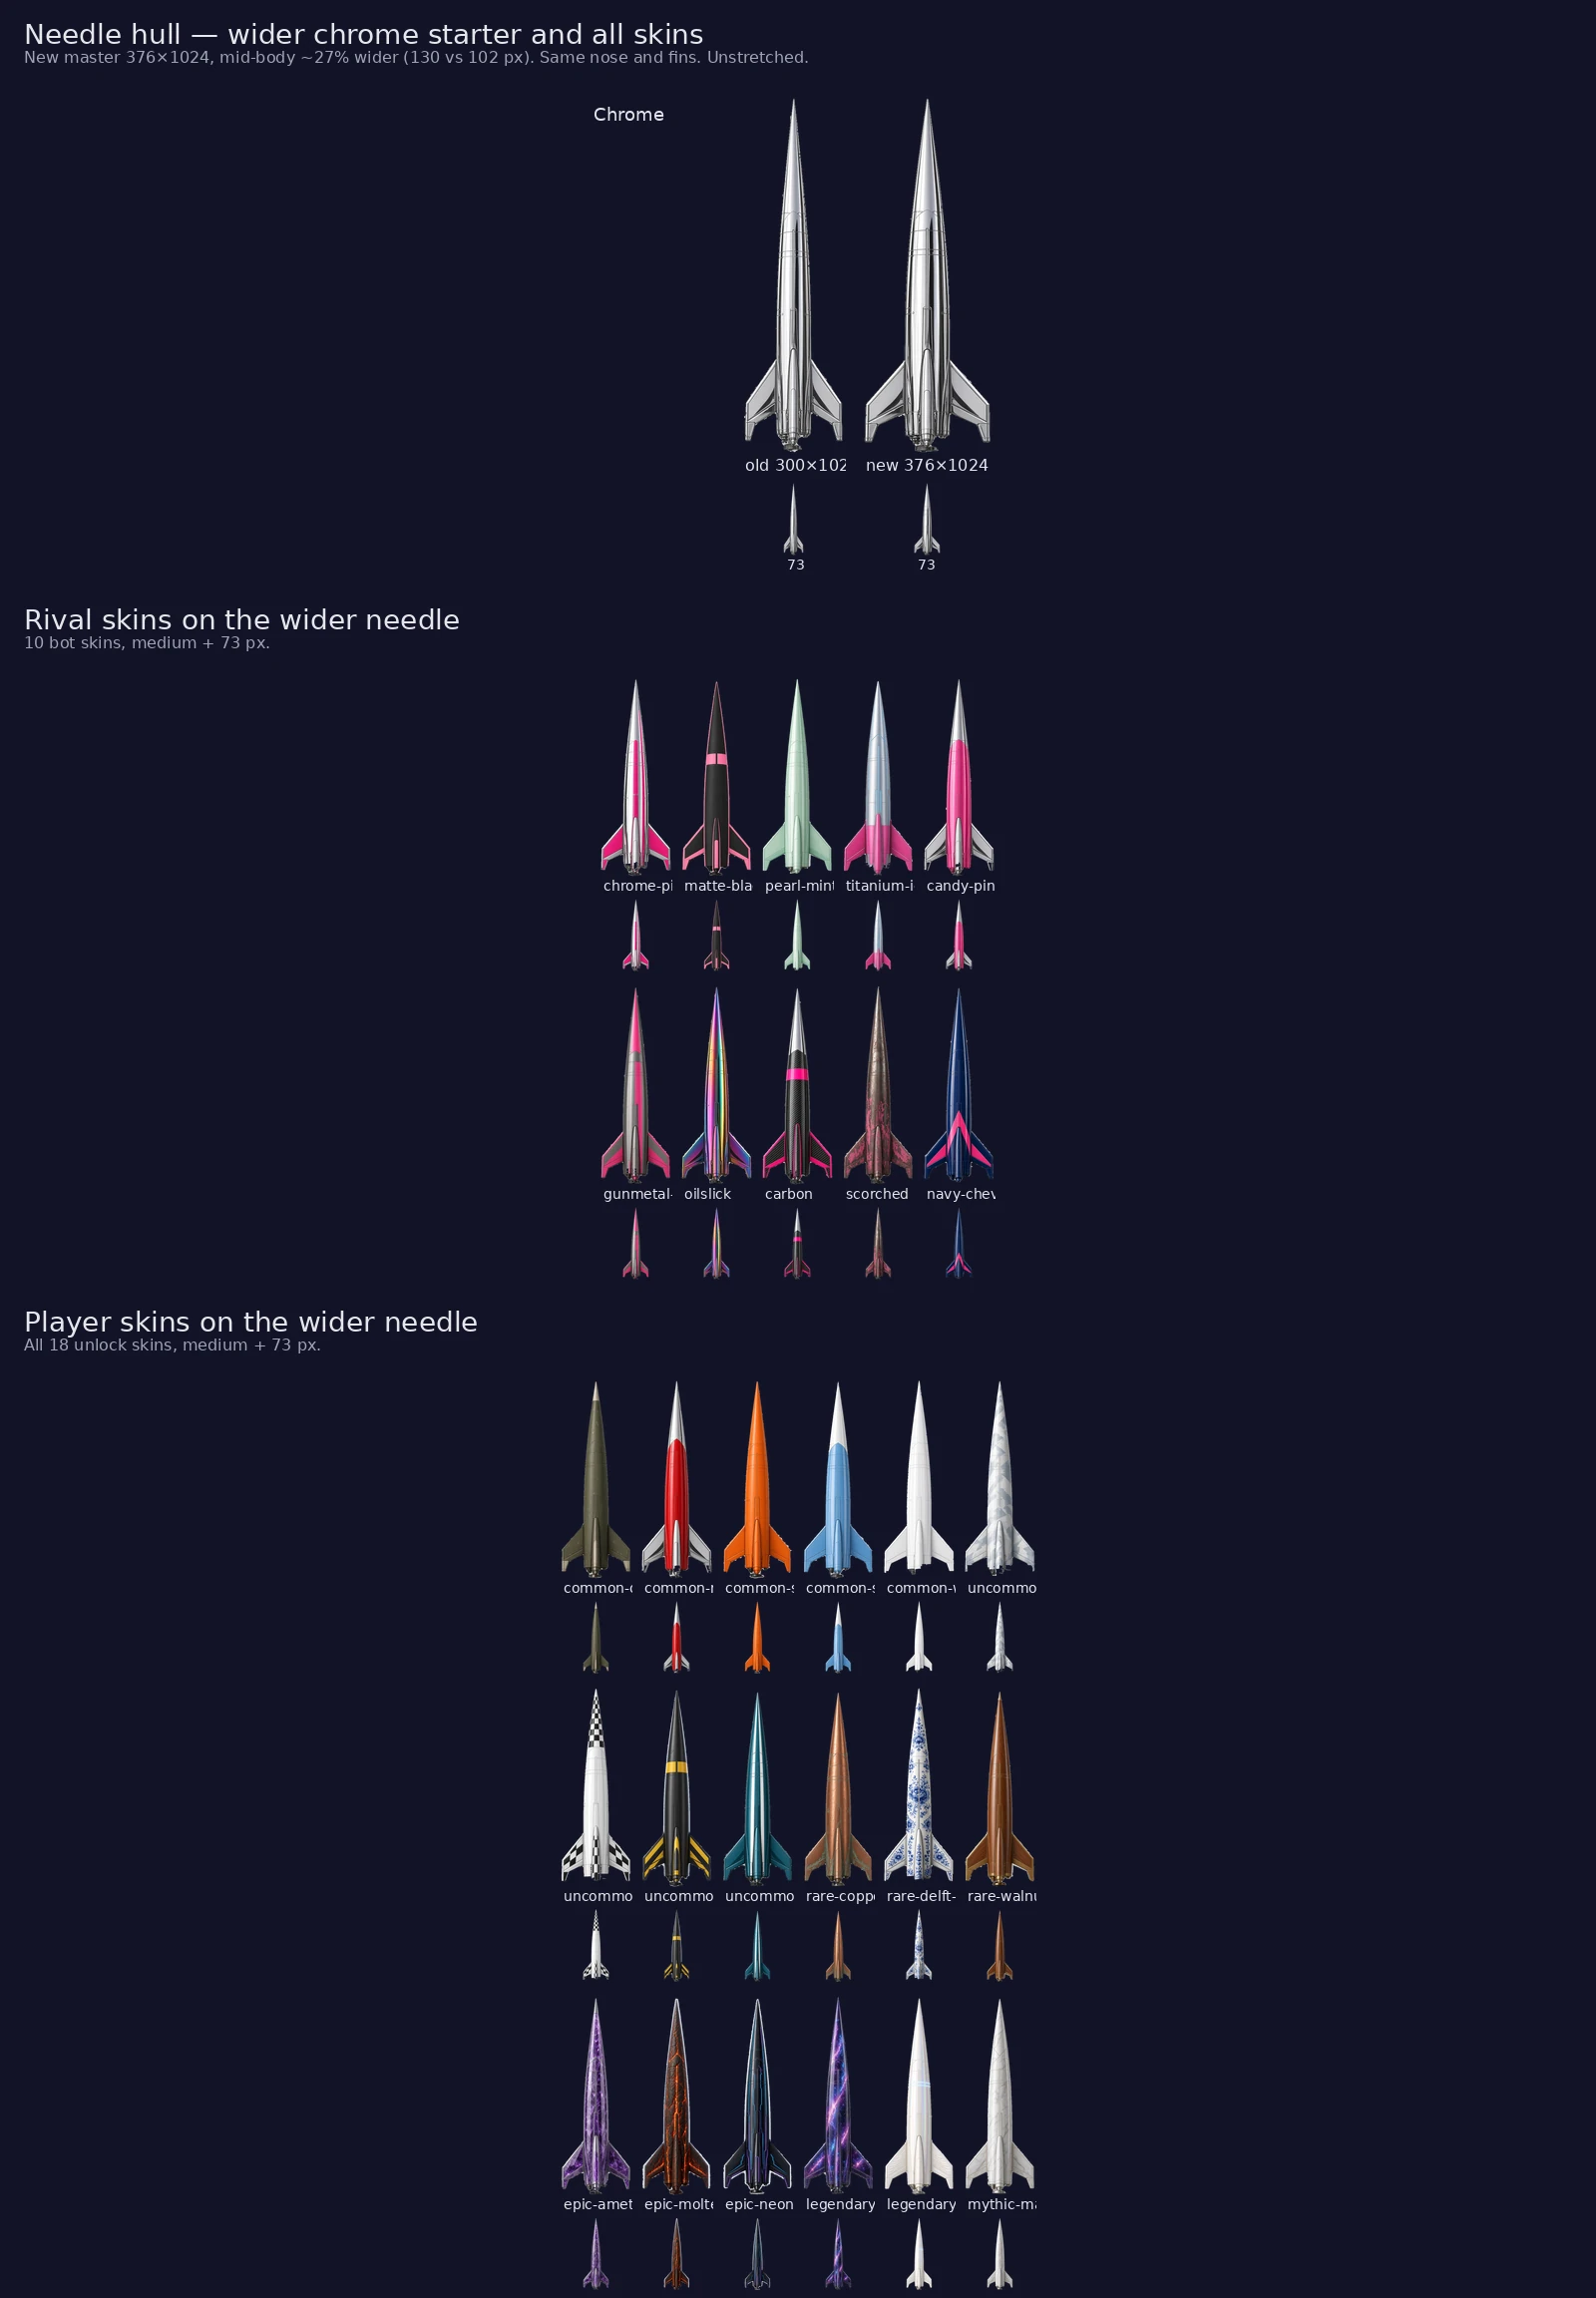 Needle hull — wider chrome starter and all skins
New master 376×1024, mid-body ~27% wider (130 vs 102 px). Same nose and fins. Unstretched.
Chrome
old 300×102
new 376×1024
73
73
Rival skins on the wider needle
10 bot skins, medium + 73 px.
chrome-pi
matte-bla
pearl-mint
titanium-i
candy-pin
gunmetal-
oilslick
carbon
scorched
navy-chev
Player skins on the wider needle
All 18 unlock skins, medium + 73 px.
common-
common-r
common-s
common-s
common-
uncommo
uncommo
uncommo
uncommo
rare-copp
rare-delft-
rare-waln
epic-amet
epic-molt
epic-neon
legendary
legendary
mythic-m